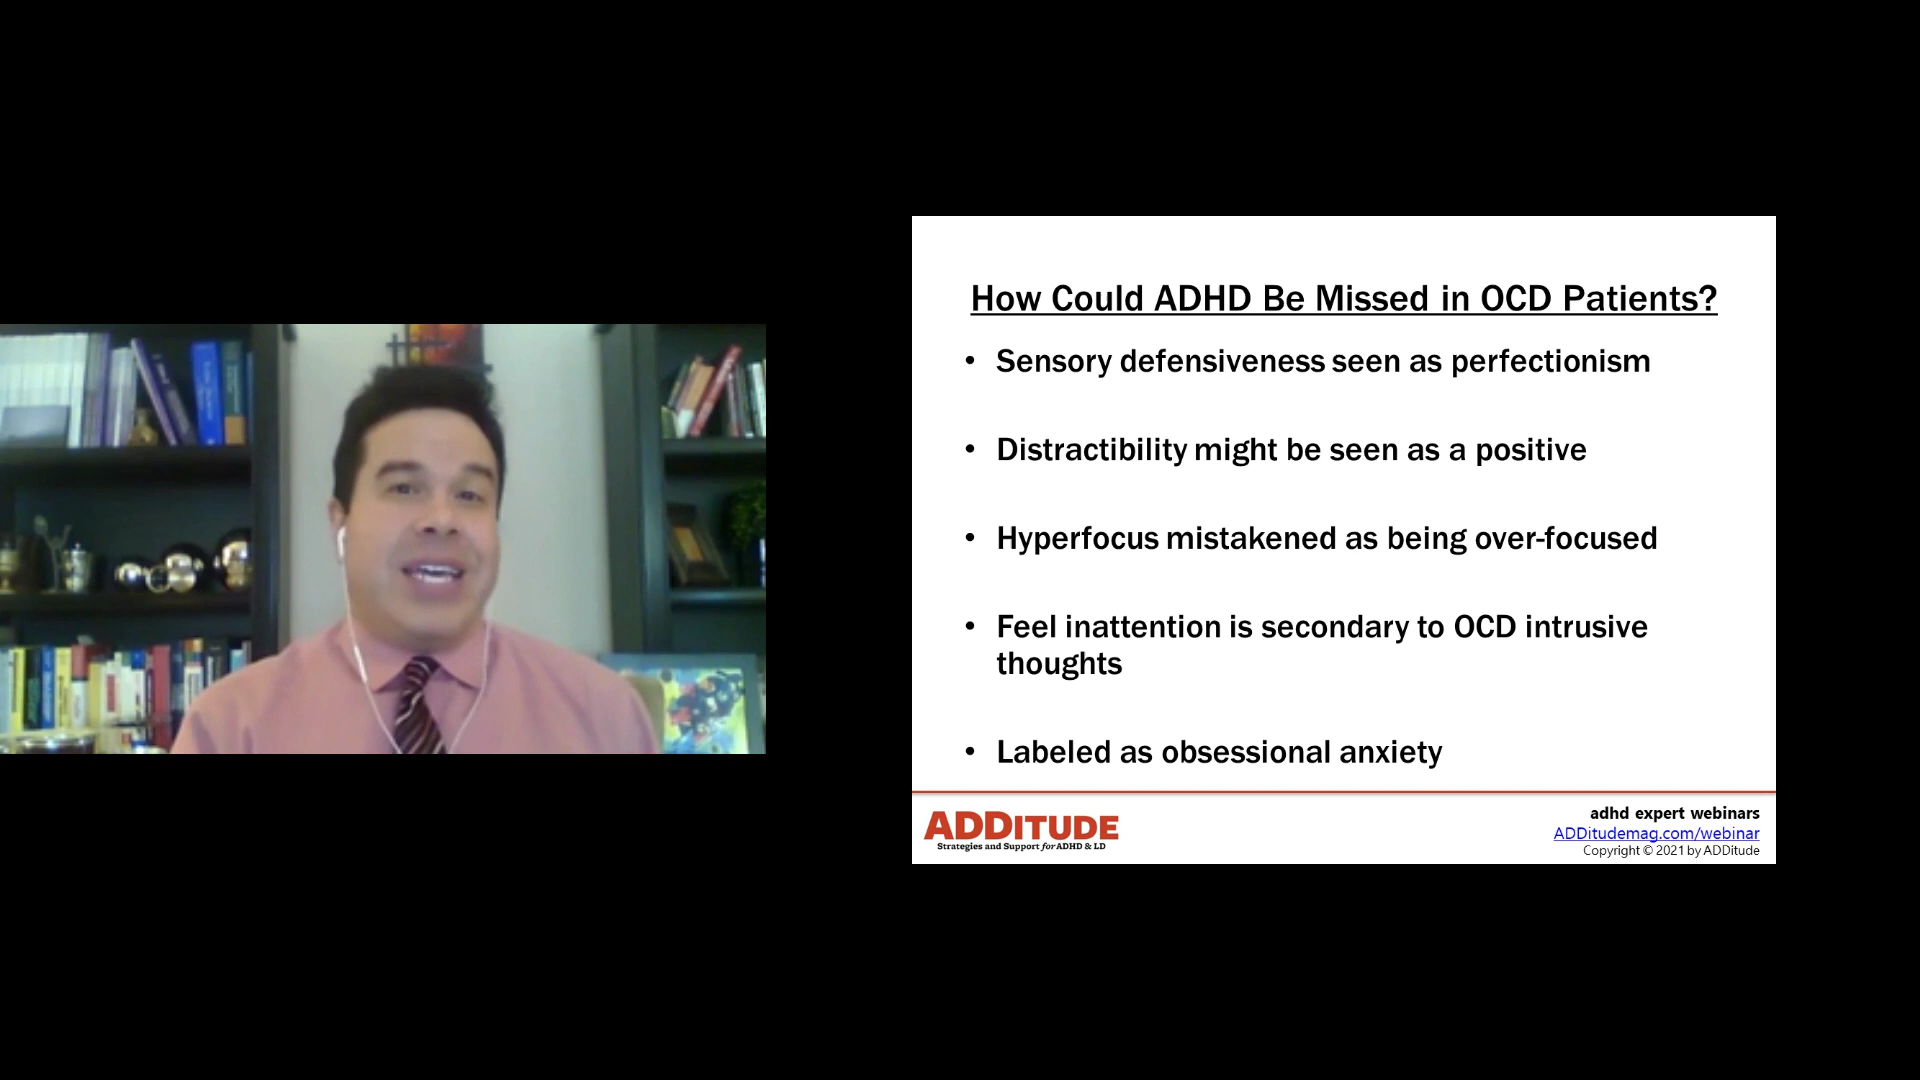 How Could ADHD Be Missed in OCD Patients?
• Sensory defensiveness seen as perfectionism
• Distractibility might be seen as a positive
• Hyperfocus mistakened as being over-focused
• Feel inattention is secondary to OCD intrusive
thoughts
• Labeled as obsessional anxiety
ADDITUDE
Strategies and Support for ADHD & LD
adhd expert webinars
ADDitudemag.com/webinar
Copyright © 2021 by ADDitude